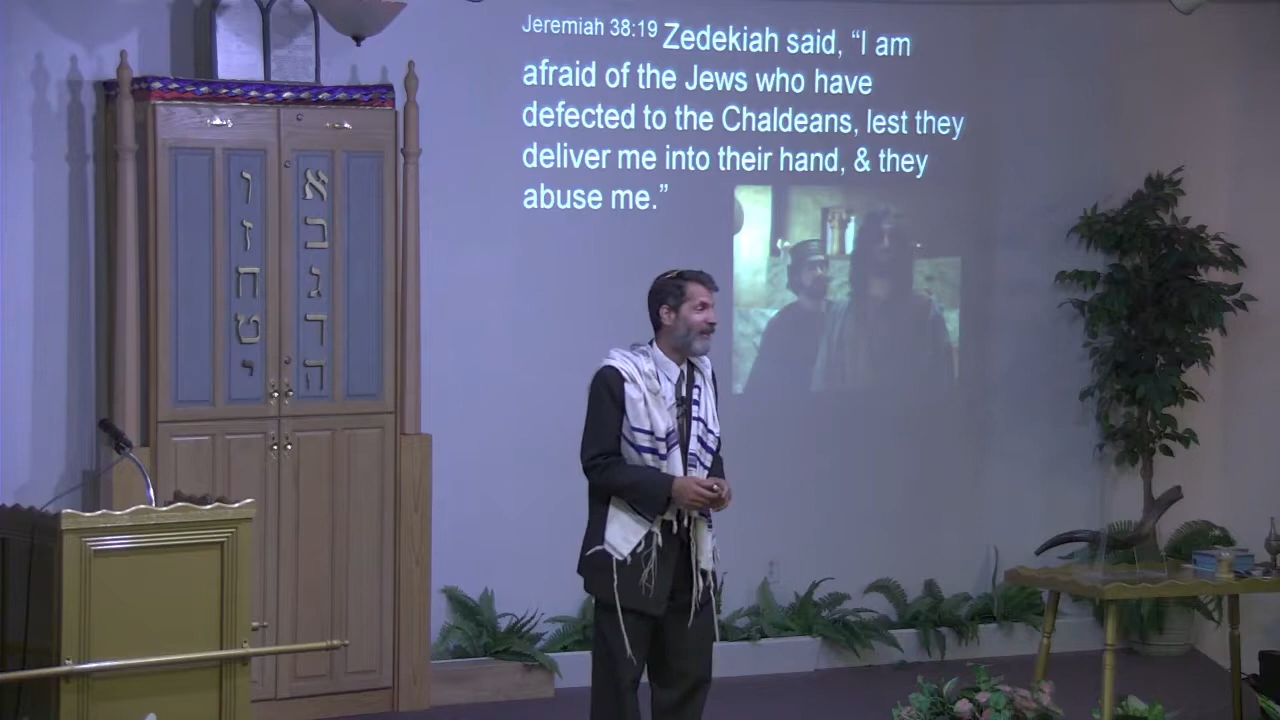 Jeremiah 38:19 Zedekiah said, “I am
afraid of the Jews who have
defected to the Chaldeans, lest they
deliver me into their hand, & they
abuse me.”
א
ב
ג
ד
ה
ו
ז
ח
ט
י